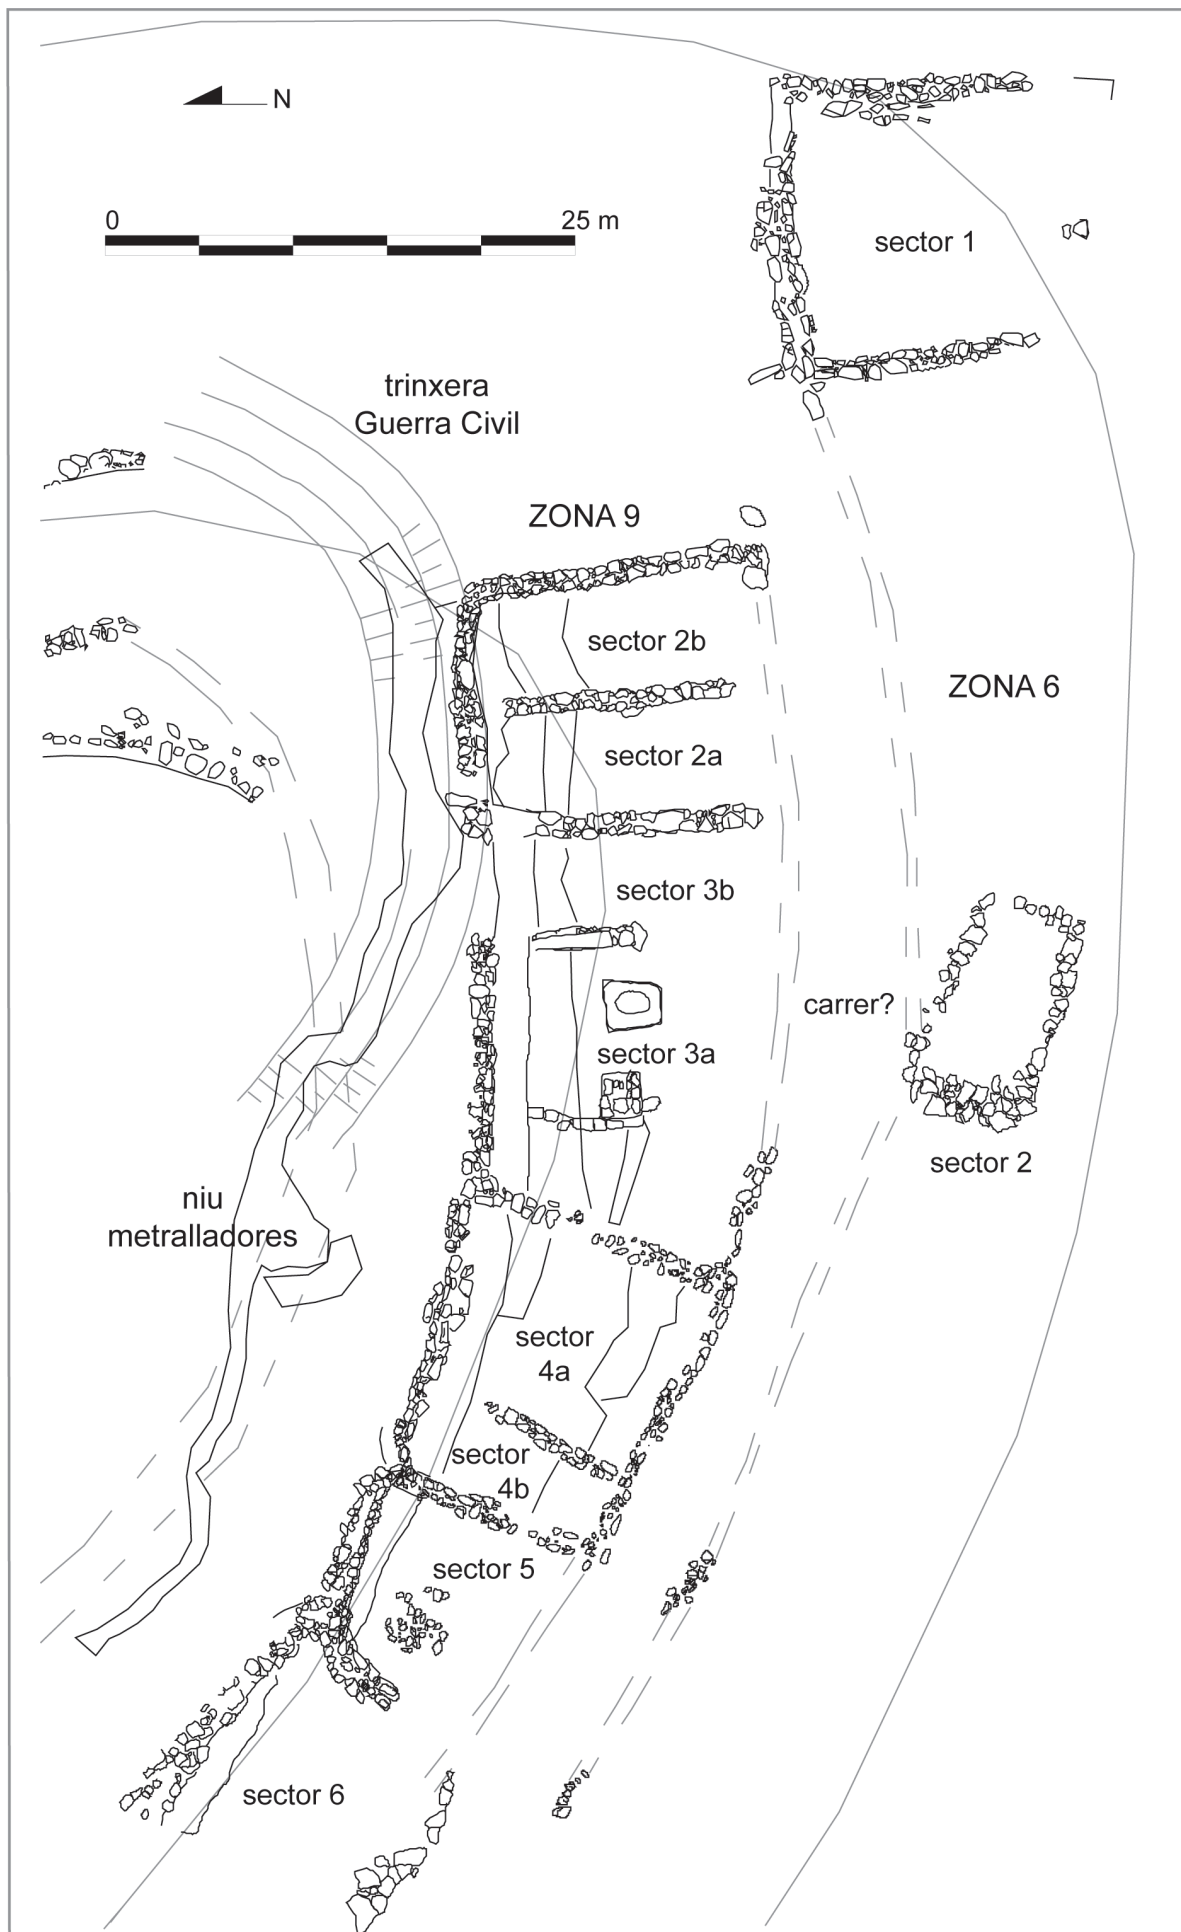 N
0
25 m
sector 1
trinxera
Guerra Civil
ZONA 9
sector 2b
ZONA 6
sector 2a
sector 3b
carrer?
sector 3a
sector 2
niu
metralladores
sector
4a
sector
4b
sector 5
sector 6